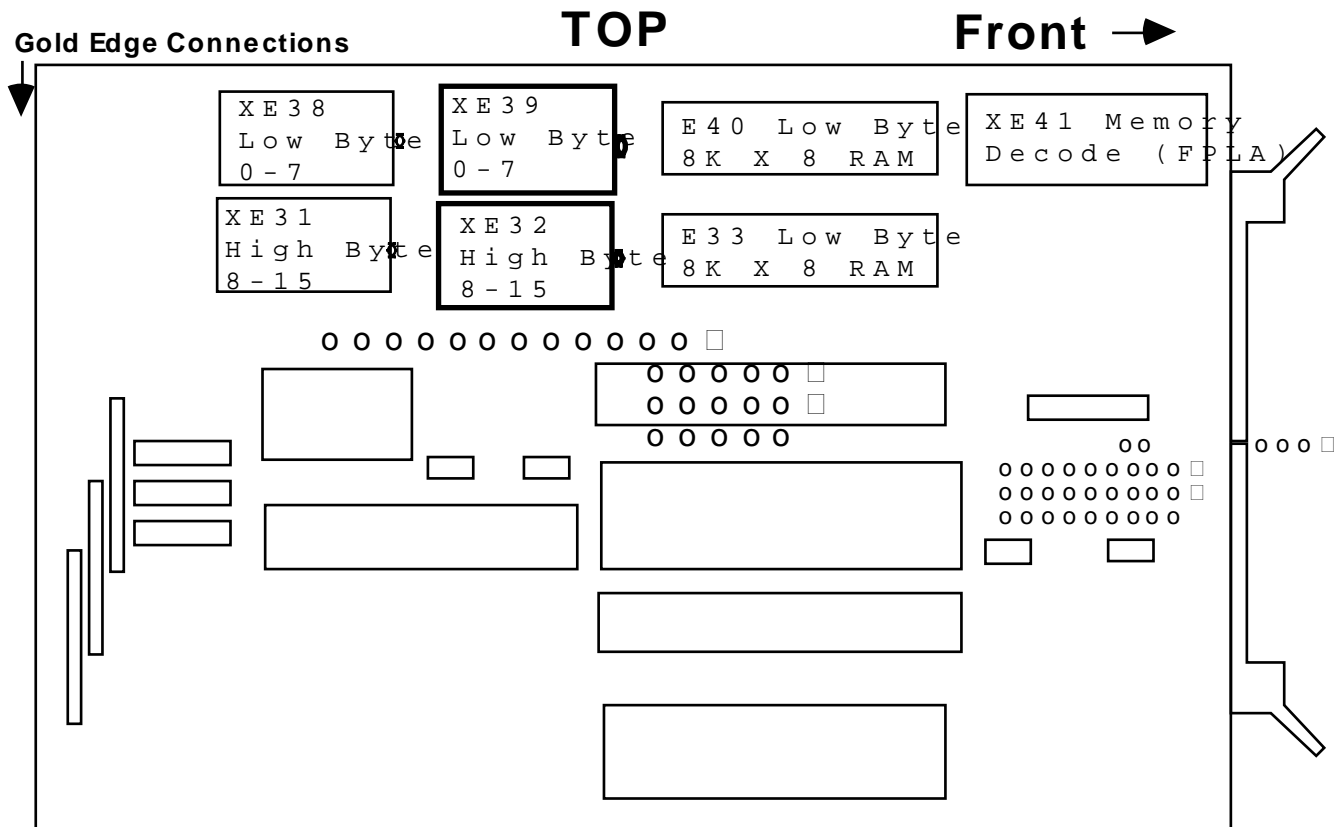 TOP
Front
Gold Edge Connections
XE38
Low Byte
0-7
XE39
Low Byte
0-7
E40 Low Byte
8K X 8 RAM
XE41 Memory
Decode (FPLA)
XE31
High Byte
8-15
XE32
High Byte
8-15
E33 Low Byte
8K X 8 RAM
o o o o o o o o o o o o □
o o o o o □
o o o o o □
o o o o o
o o o o o □
o o o o o o o o o □
o o o o o o o o o □
o o o o o o o o o